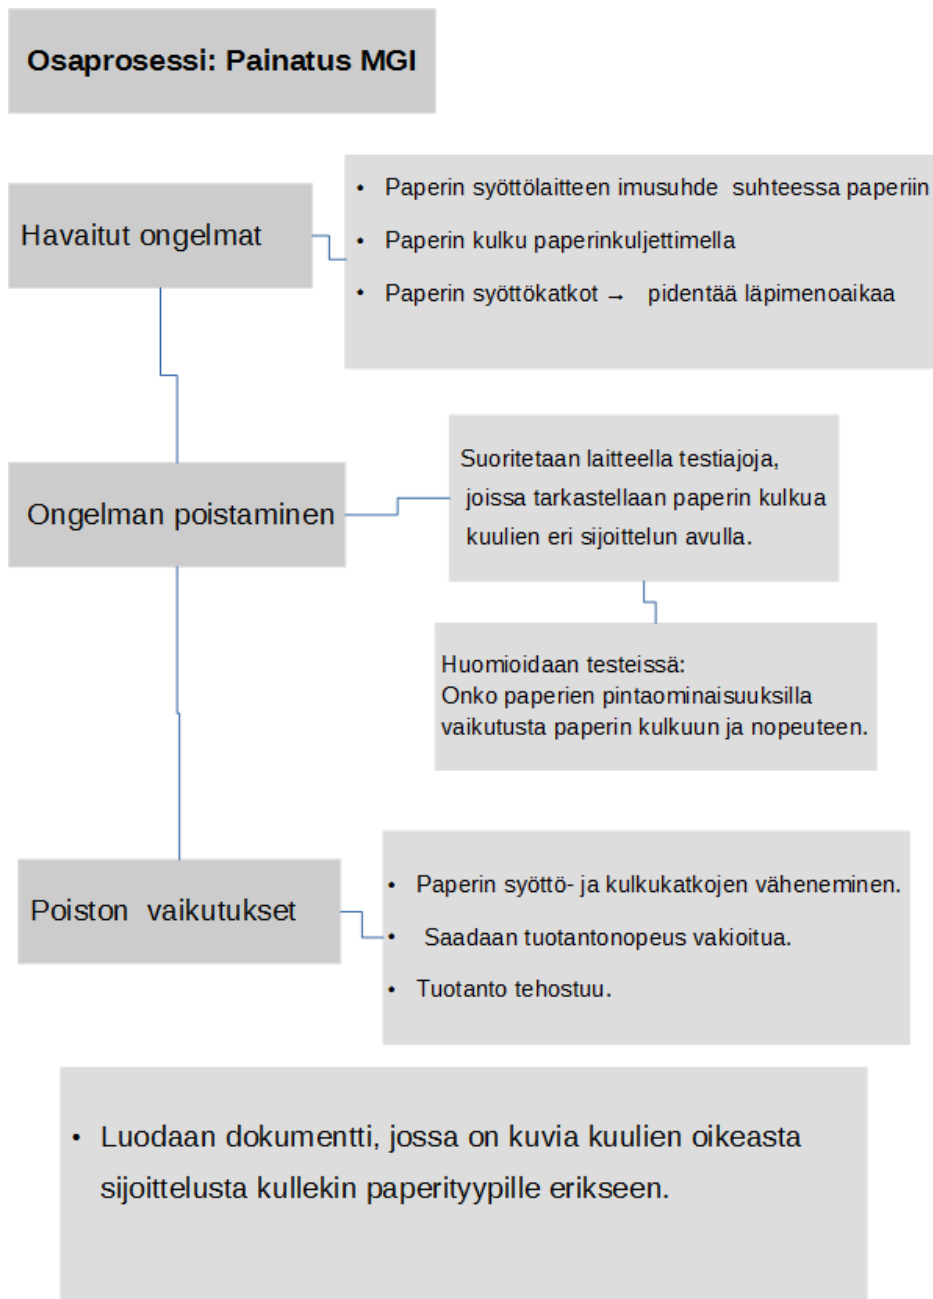 Osaprosessi: Painatus MGI
Havaitut ongelmat
• Paperin syöttölaitteen imusuhde suhteessa paperiin
• Paperin kulku paperinkuljettimella
• Paperin syöttökatkot → pidentää läpimenoaikaa
Ongelman poistaminen
Suoritetaan laitteella testiajoja,
joissa tarkastellaan paperin kulkua
kuulien eri sijoittelun avulla.
Huomioidaan testeissä:
Onko paperien pintaominaisuuksilla
vaikutusta paperin kulkuun ja nopeuteen.
Poiston vaikutukset
• Paperin syöttö- ja kulkukatkojen väheneminen.
• Saadaan tuotantonopeus vakioitua.
• Tuotanto tehostuu.
• Luodaan dokumentti, jossa on kuvia kuulien oikeasta
sijoittelusta kullekin paperityypille erikseen.